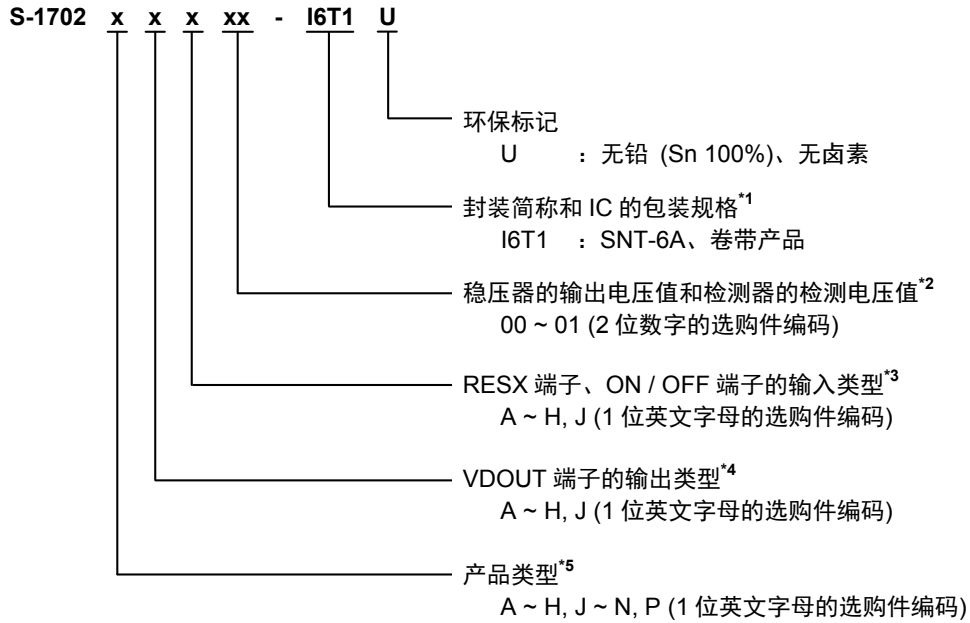 S-1702 x x x xx - I6T1 U
环保标记
U ：无铅 (Sn 100%)、无卤素
封装简称和 IC 的包装规格*1
I6T1 ：SNT-6A、卷带产品
稳压器的输出电压值和检测器的检测电压值*2
00 ~ 01 (2 位数字的选购件编码)
RESX 端子、ON / OFF 端子的输入类型*3
A ~ H, J (1 位英文字母的选购件编码)
VDOUT 端子的输出类型*4
A ~ H, J (1 位英文字母的选购件编码)
产品类型*5
A ~ H, J ~ N, P (1 位英文字母的选购件编码)